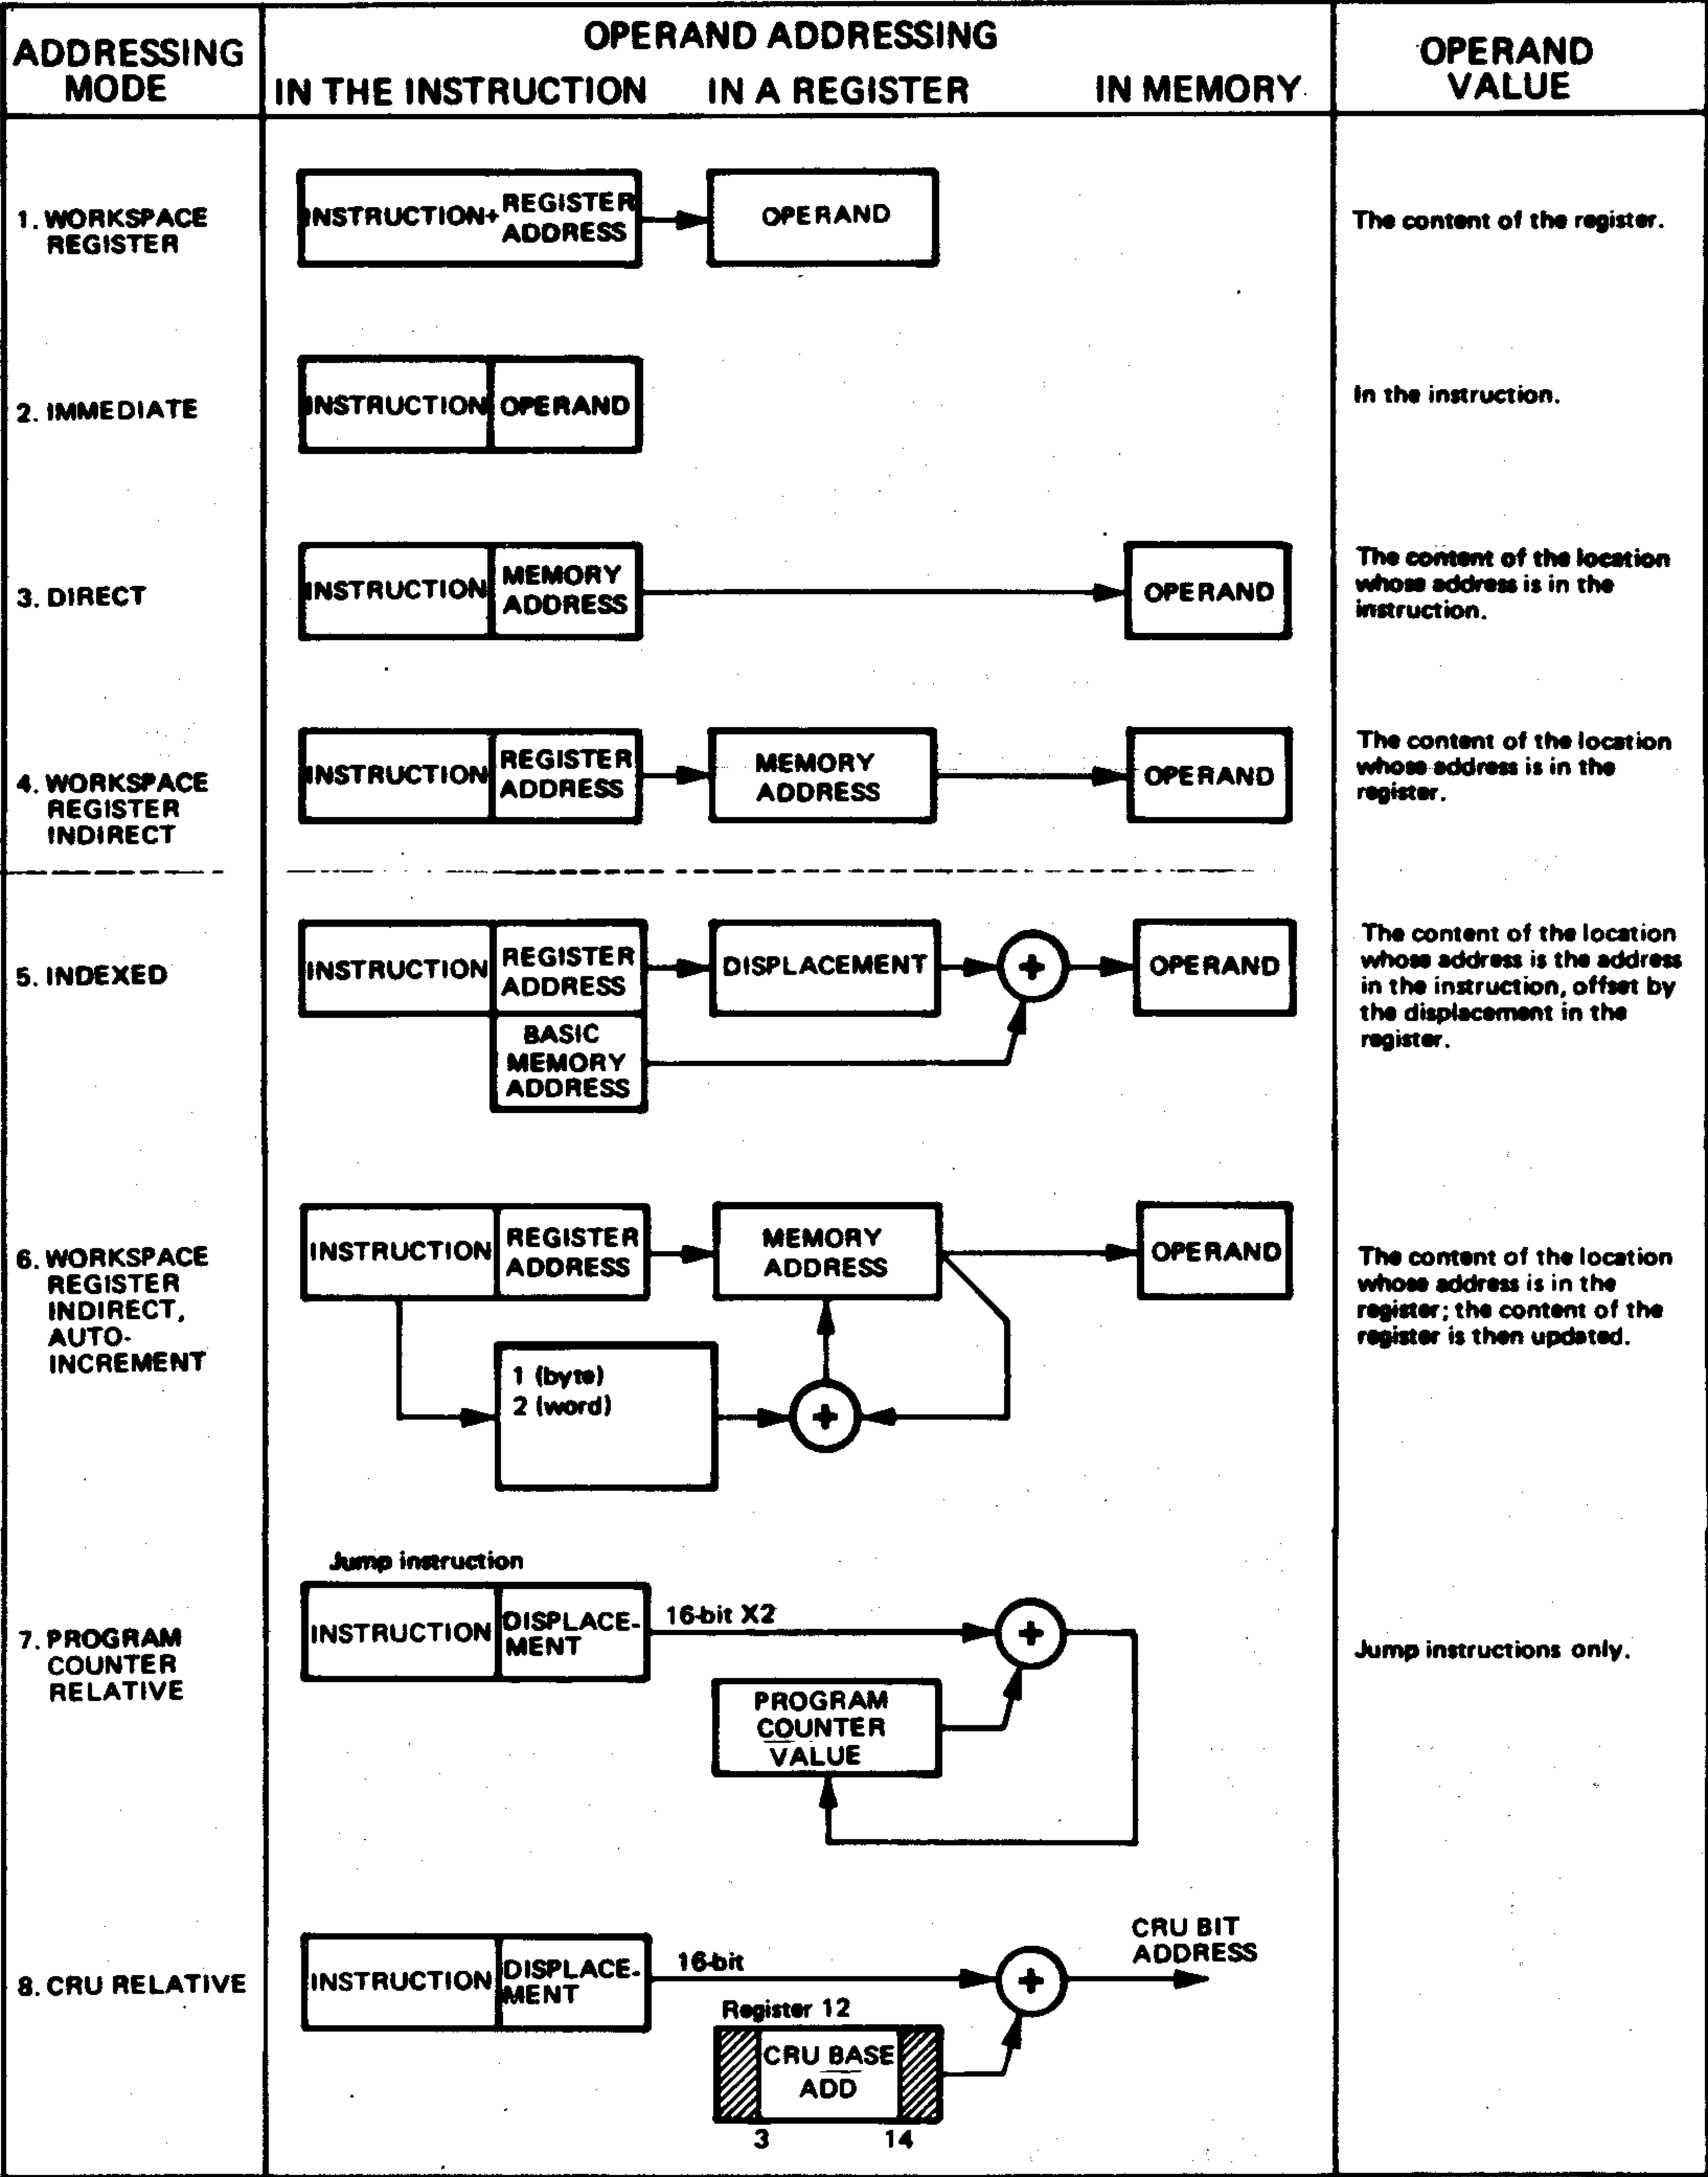 ADDRESSING
MODE
OPERAND ADDRESSING
IN THE INSTRUCTION IN A REGISTER IN MEMORY
OPERAND
VALUE
1. WORKSPACE
REGISTER
INSTRUCTION+
REGISTER
ADDRESS
OPERAND
The content of the register.
2. IMMEDIATE
INSTRUCTION
OPERAND
In the instruction.
3. DIRECT
INSTRUCTION
MEMORY
ADDRESS
OPERAND
The content of the location
whose address is in the
instruction.
4. WORKSPACE
REGISTER
INDIRECT
INSTRUCTION
REGISTER
ADDRESS
MEMORY
ADDRESS
OPERAND
The content of the location
whose address is in the
register.
5. INDEXED
INSTRUCTION
REGISTER
ADDRESS
BASIC
MEMORY
ADDRESS
DISPLACEMENT
+
OPERAND
The content of the location
whose address is the address
in the instruction, offset by
the displacement in the
register.
6. WORKSPACE
REGISTER
INDIRECT,
AUTO-
INCREMENT
INSTRUCTION
REGISTER
ADDRESS
MEMORY
ADDRESS
OPERAND
1 (byte)
2 (word)
+
The content of the location
whose address is in the
register; the content of the
register is then updated.
7. PROGRAM
COUNTER
RELATIVE
Jump instruction
INSTRUCTION
DISPLACE-
MENT
16-bit X2
+
PROGRAM
COUNTER
VALUE
Jump instructions only.
8. CRU RELATIVE
INSTRUCTION
DISPLACE-
MENT
16-bit
+
CRU BIT
ADDRESS
Register 12
CRU BASE
ADD
3 14